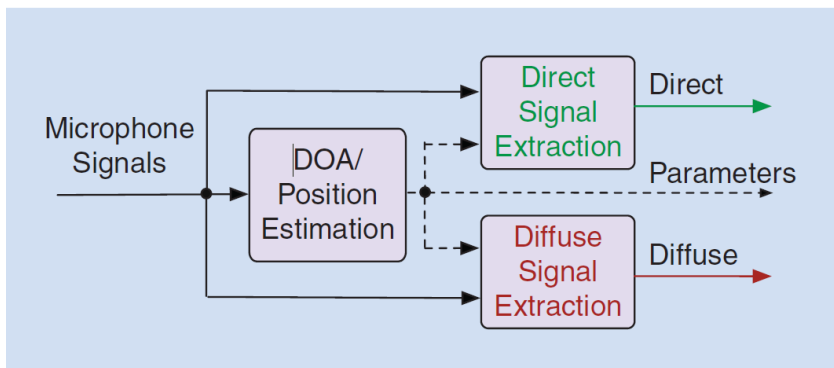 Microphone
Signals
DOA/
Position
Estimation
Direct
Signal
Extraction
Direct
Parameters
Diffuse
Signal
Extraction
Diffuse